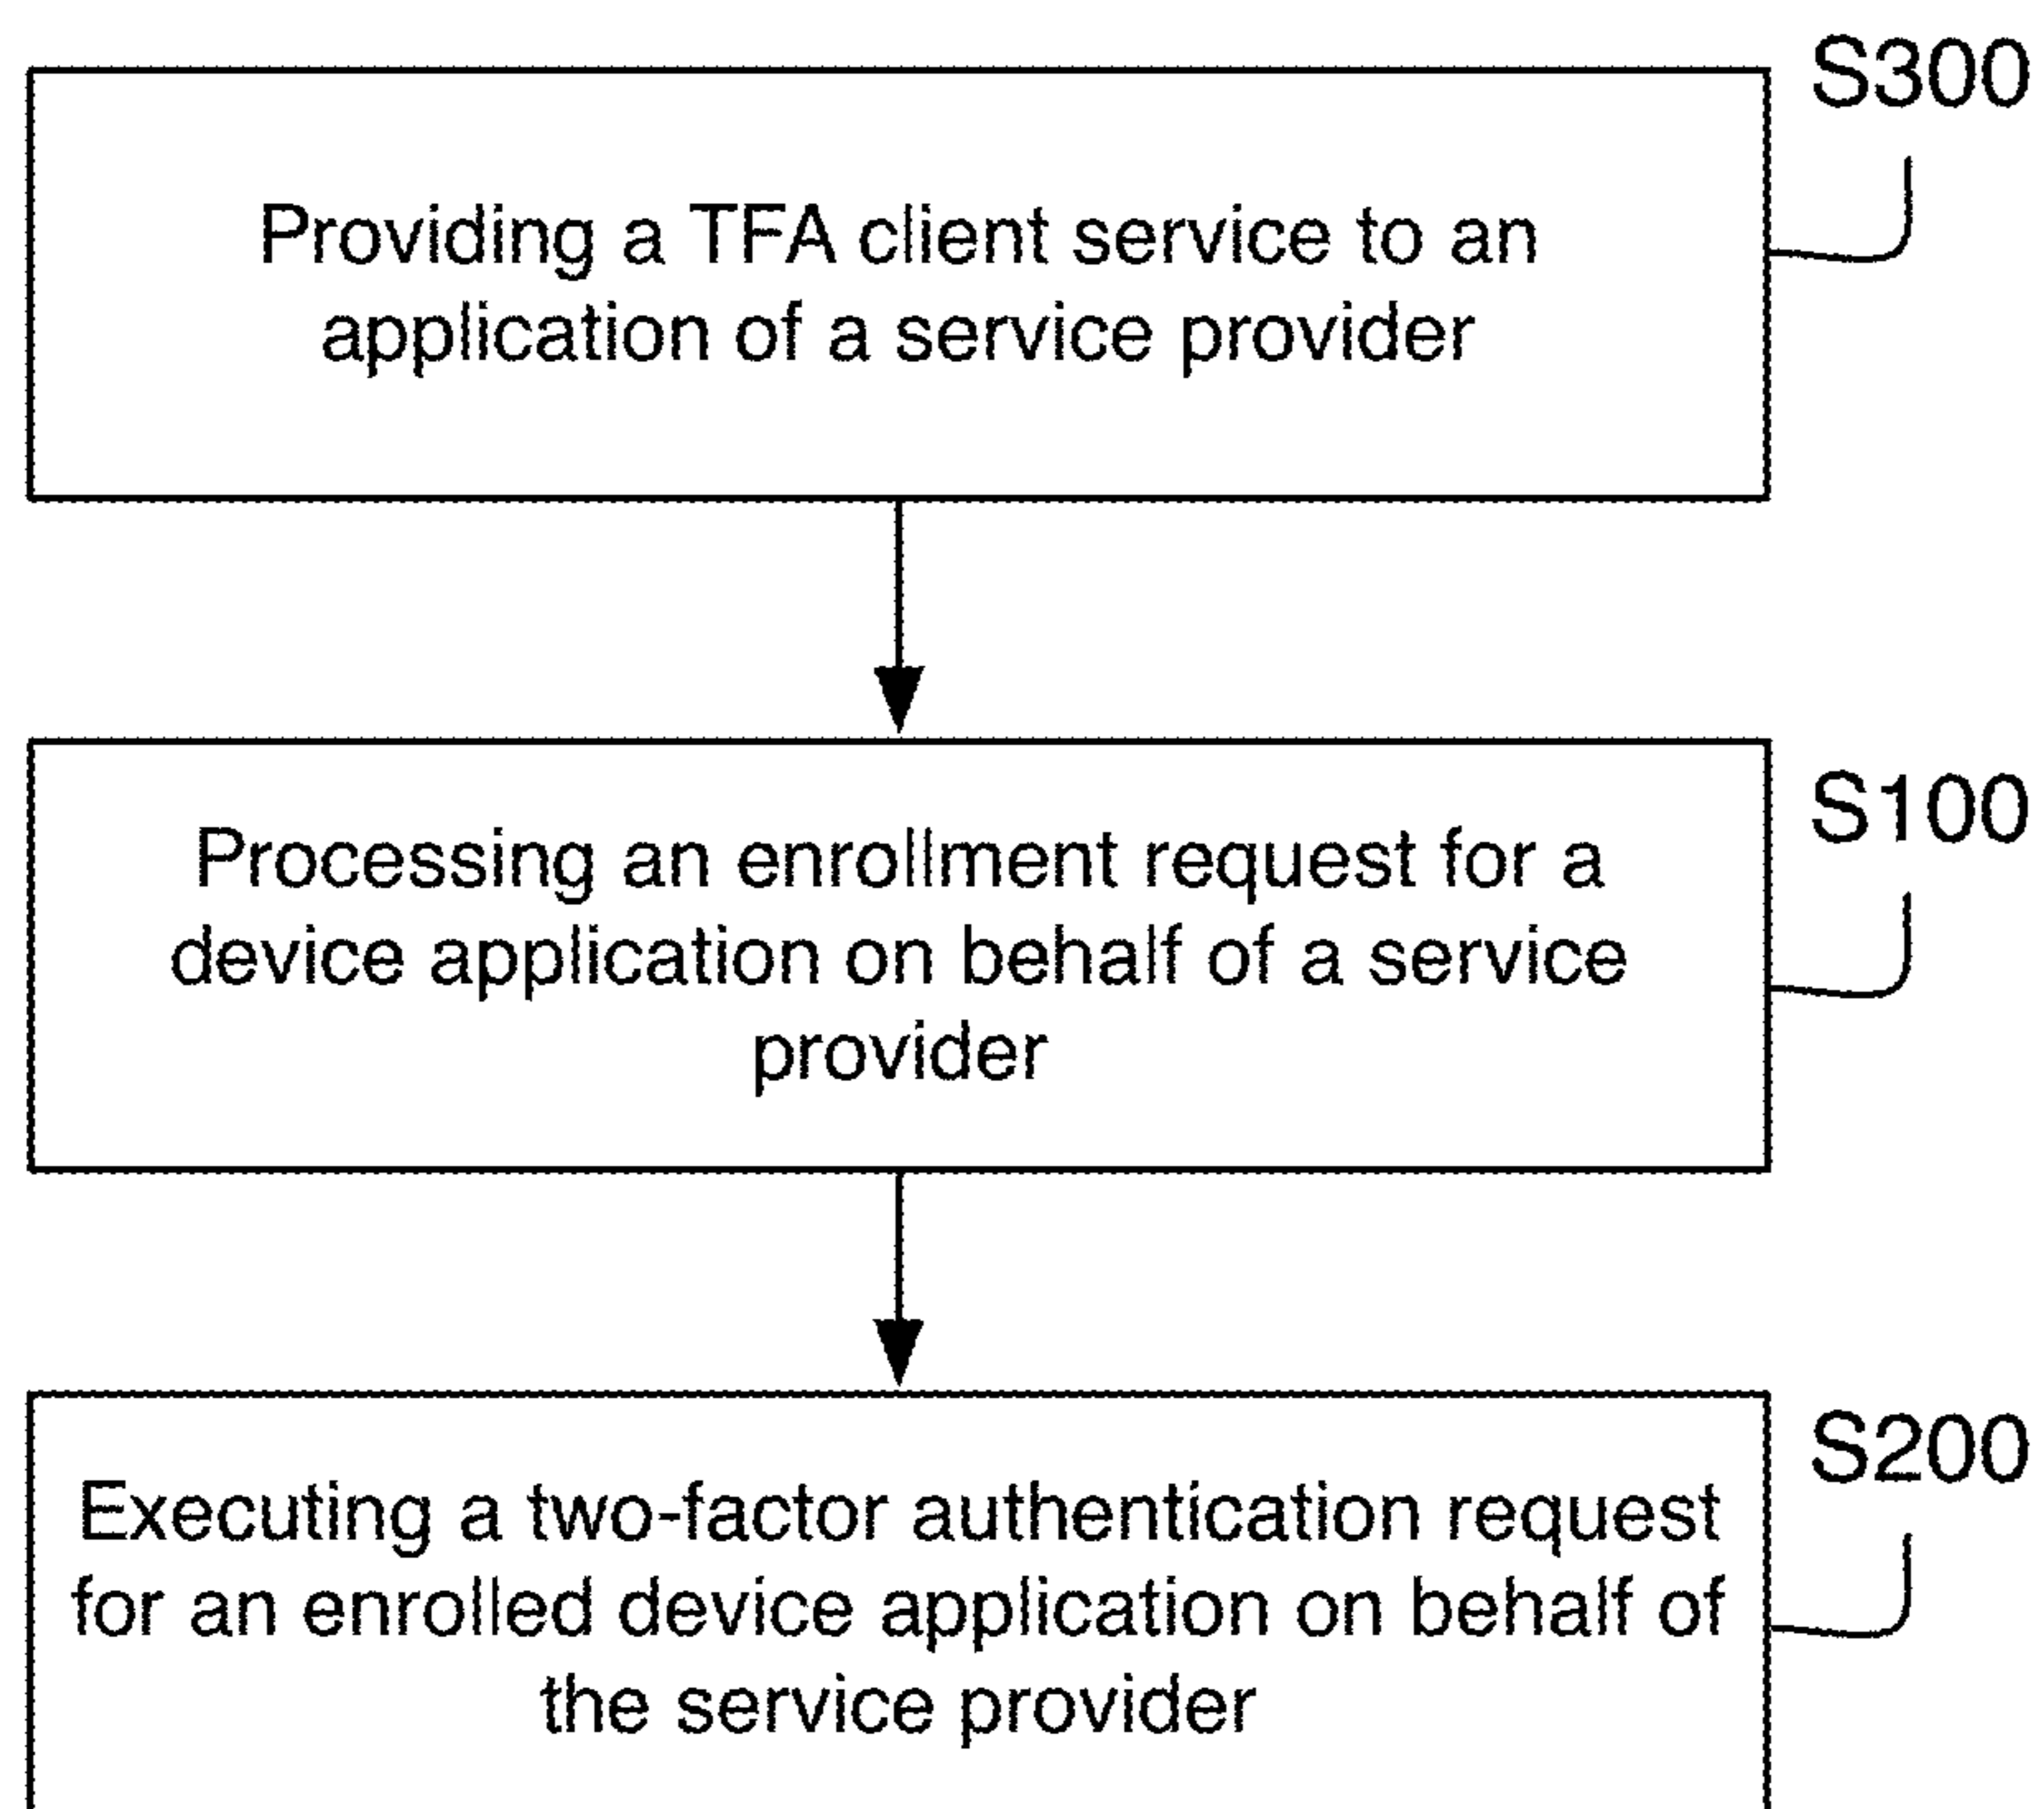 S300
Providing a TFA client service to an
application of a service provider
S100
Processing an enrollment request for a
device application on behalf of a service
provider
S200
Executing a two-factor authentication request
for an enrolled device application on behalf of
the service provider